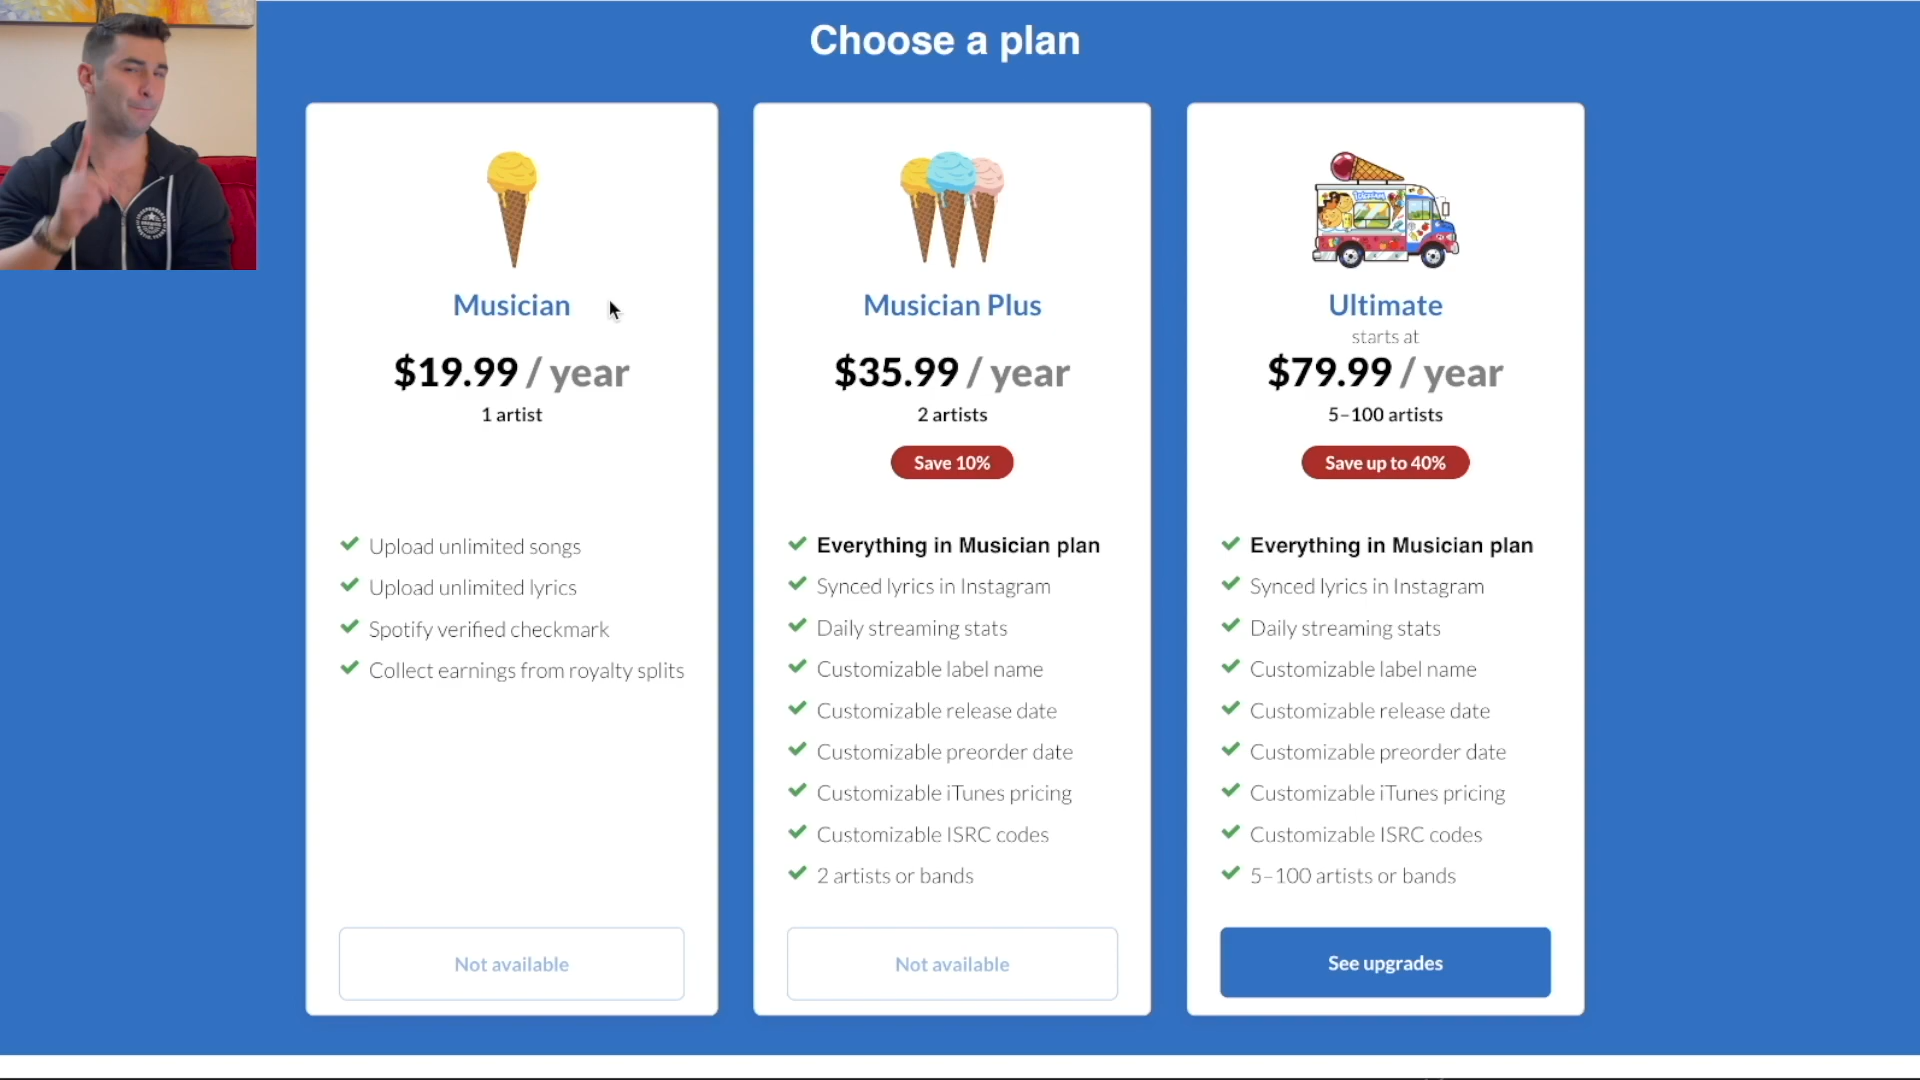 Choose a plan
Musician
$19.99 / year
1 artist
Upload unlimited songs
Upload unlimited lyrics
Spotify verified checkmark
Collect earnings from royalty splits
Not available
Musician Plus
$35.99 / year
2 artists
Save 10%
Everything in Musician plan
Synced lyrics in Instagram
Daily streaming stats
Customizable label name
Customizable release date
Customizable preorder date
Customizable iTunes pricing
Customizable ISRC codes
2 artists or bands
Not available
Ultimate
starts at
$79.99 / year
5–100 artists
Save up to 40%
Everything in Musician plan
Synced lyrics in Instagram
Daily streaming stats
Customizable label name
Customizable release date
Customizable preorder date
Customizable iTunes pricing
Customizable ISRC codes
5–100 artists or bands
See upgrades